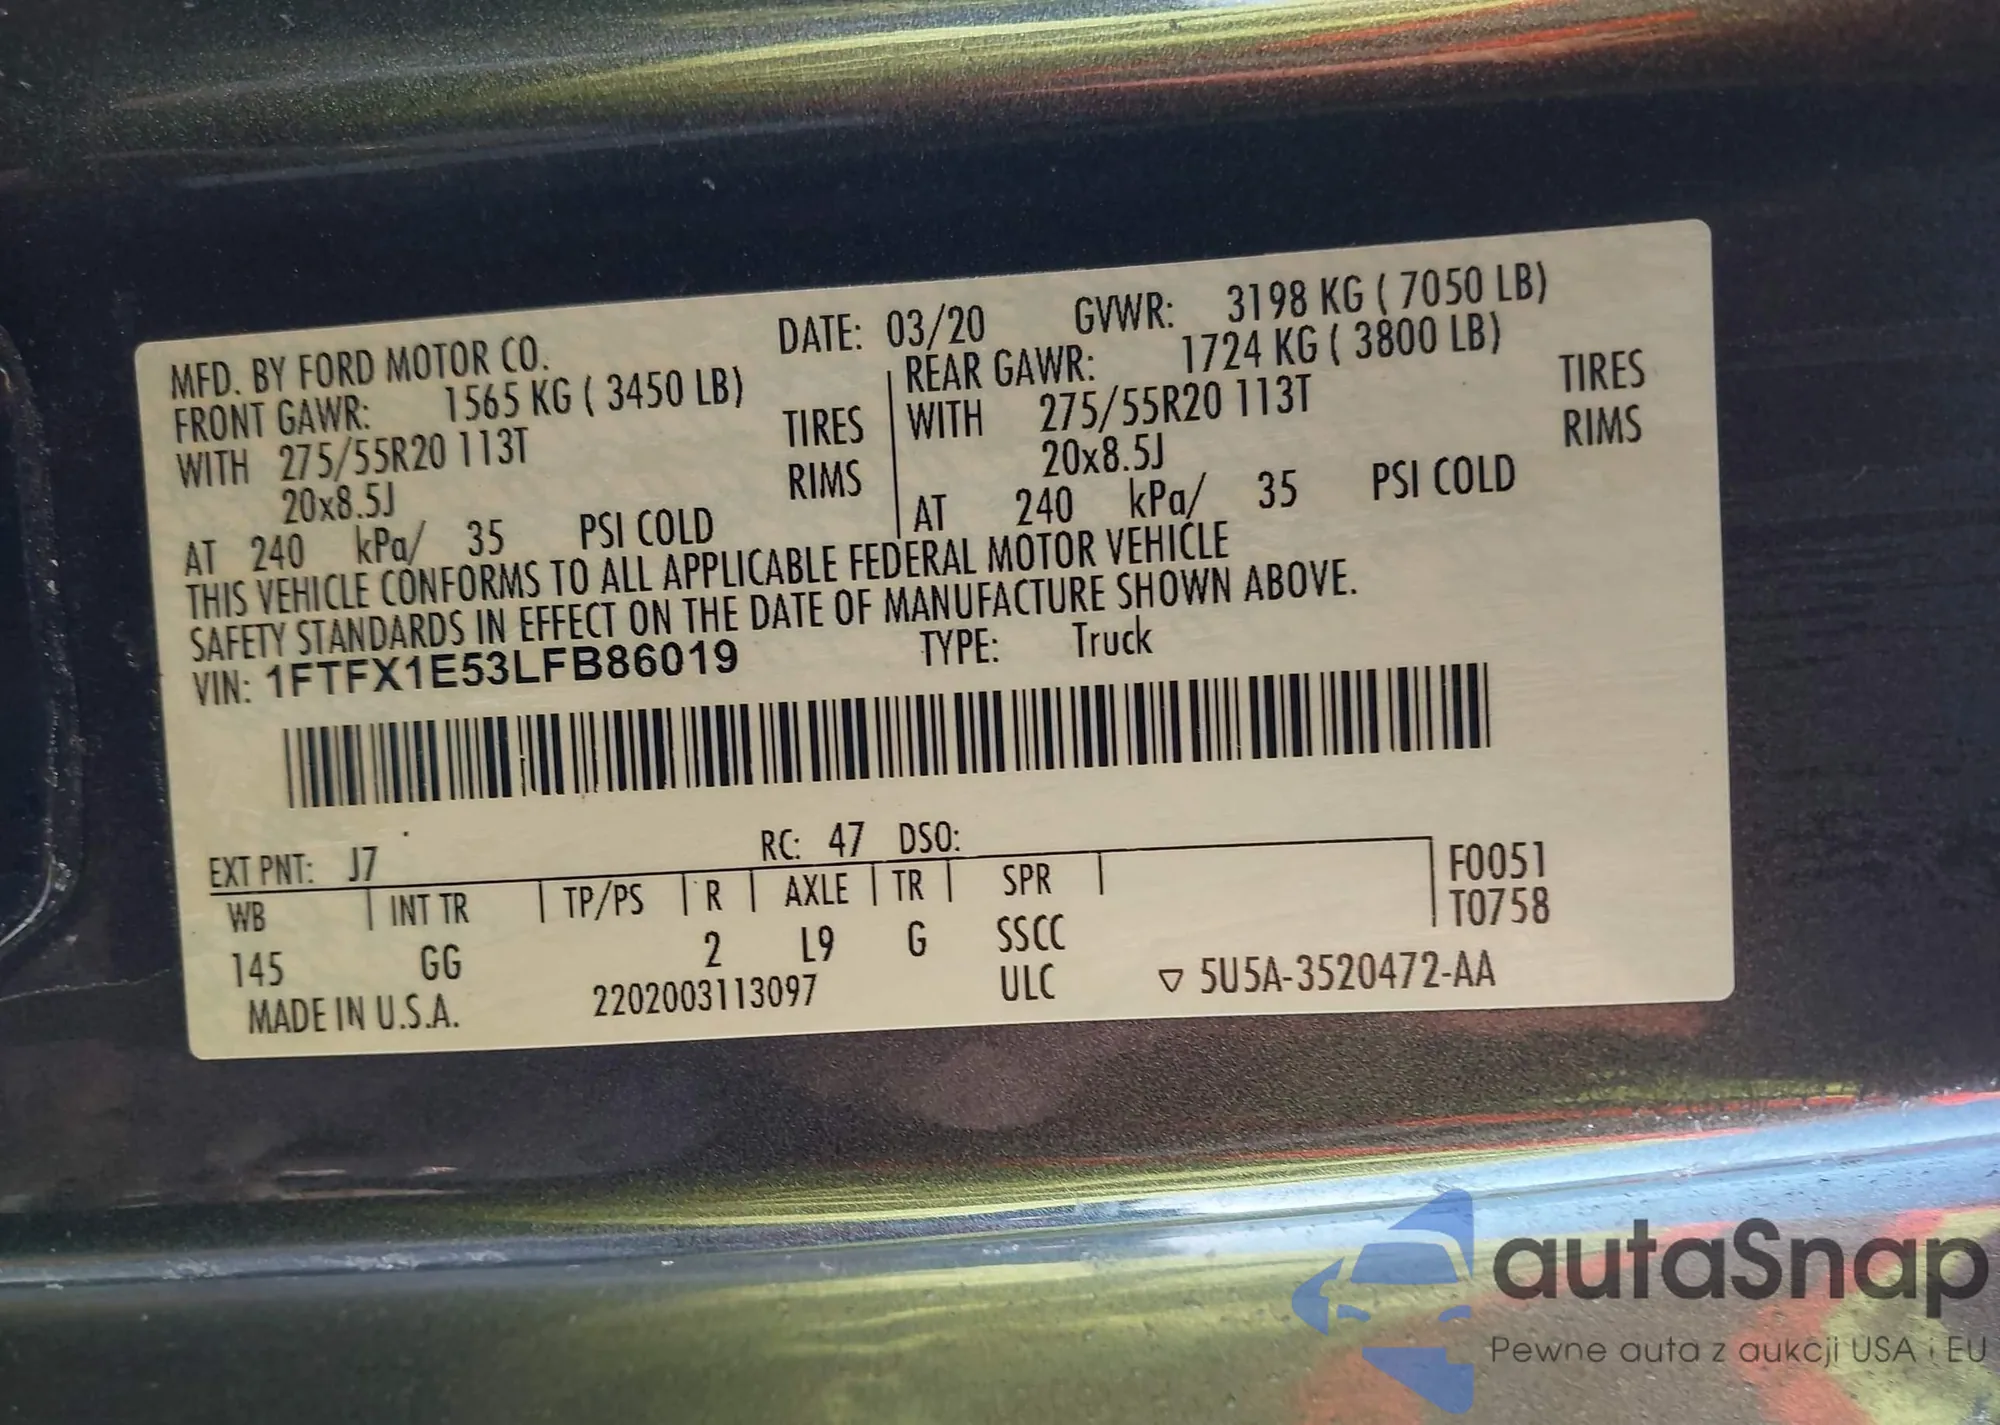 MFD. BY FORD MOTOR CO. DATE: 03/20 GVWR: 3198 KG ( 7050 LB)
FRONT GAWR: 1565 KG ( 3450 LB) REAR GAWR: 1724 KG ( 3800 LB)
WITH 275/55R20 113T TIRES WITH 275/55R20 113T TIRES
20x8.5J RIMS 20x8.5J RIMS
AT 240 kPa/ 35 PSI COLD AT 240 kPa/ 35 PSI COLD
THIS VEHICLE CONFORMS TO ALL APPLICABLE FEDERAL MOTOR VEHICLE
SAFETY STANDARDS IN EFFECT ON THE DATE OF MANUFACTURE SHOWN ABOVE.
VIN: 1FTFX1E53LFB86019 TYPE: Truck
EXT PNT: J7 RC: 47 DSO:
WB INT TR TP/PS R AXLE TR SPR F0051
T0758
145 GG 2 L9 G SSCC
MADE IN U.S.A. 2202003113097 ULC ▽ 5U5A-3520472-AA
autaSnap
Pewne auta z aukcji USA i EU